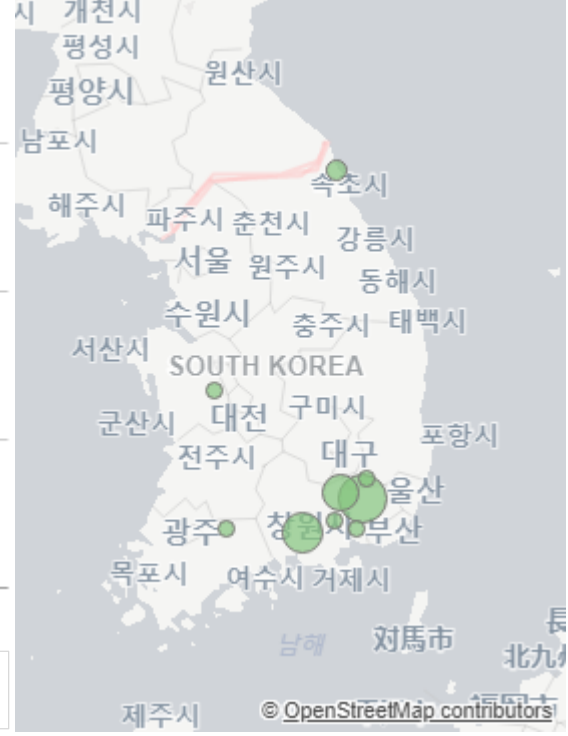 시 개천시
평성시
원산시
평양시
남포시
속초시
해주시
파주시 춘천시
강릉시
서울 원주시
동해시
수원시
충주시 태백시
서산시
SOUTH KOREA
구미시
군산시 대전
포항시
전주시 대구
울산
광주 창원시 부산
목포시 여수시 거제시
남해 対馬市
長
北九州
제주시
© OpenStreetMap contributors